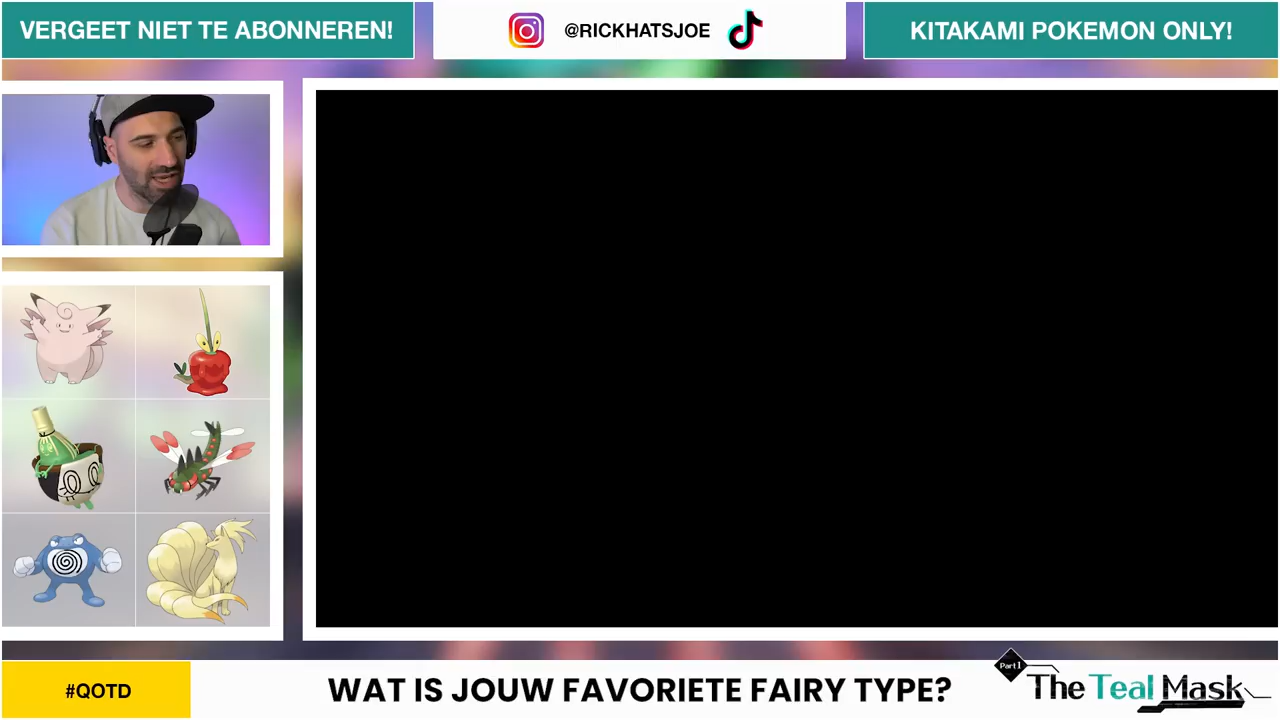 VERGEET NIET TE ABONNEREN!
@RICKHATSJOE
KITAKAMI POKEMON ONLY!
#QOTD
WAT IS JOUW FAVORIETE FAIRY TYPE?
Part I
The Teal Mask